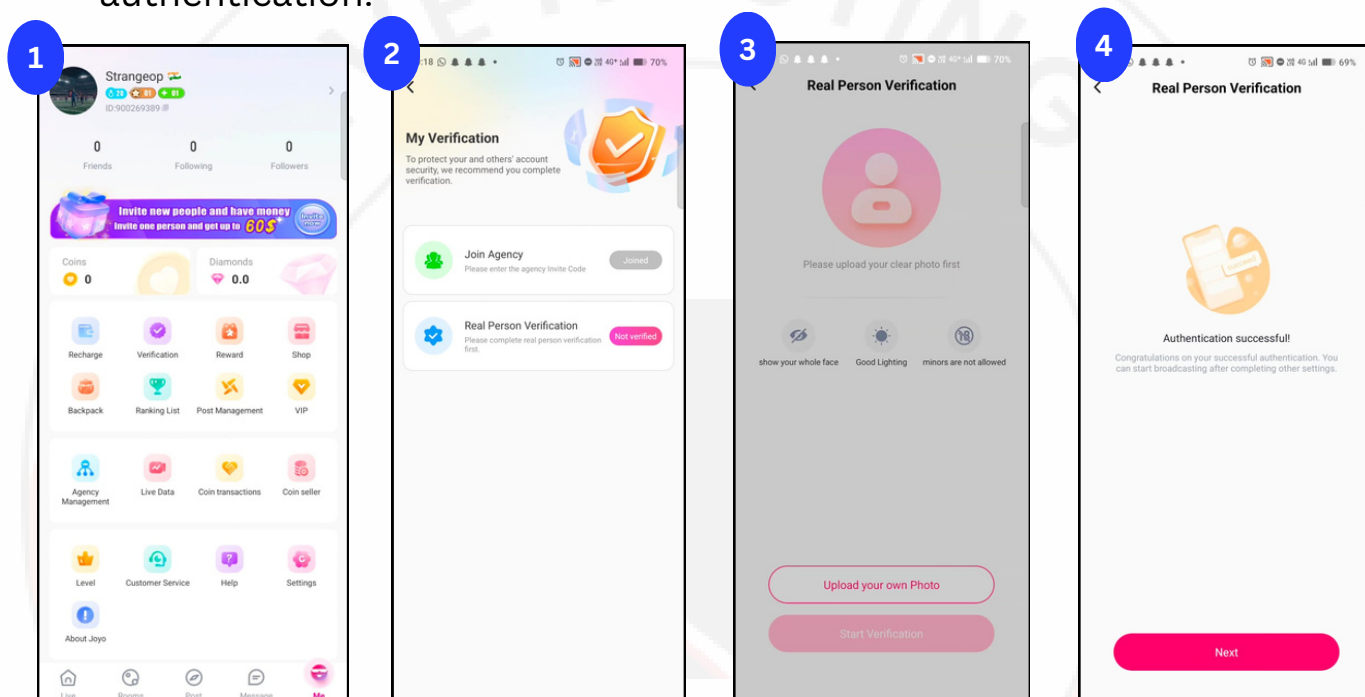 authentication.
1
Strangeop
ID:900269389
0 0 0
Friends Following Followers
Invite new people and have money
Invite one person and get up to 60$
Invite now
Coins Diamonds
0 0.0
Recharge Verification Reward Shop
Backpack Ranking List Post Management VIP
Agency Management Live Data Coin transactions Coin seller
Level Customer Service Help Settings
About Joyo
Live Rooms Post Message Me
2
:18 70%
My Verification
To protect your and others' account
security, we recommend you complete
verification.
Join Agency
Please enter the agency Invite Code
Joined
Real Person Verification
Please complete real person verification
first.
Not verified
3
70%
Real Person Verification
Please upload your clear photo first
18
show your whole face Good Lighting minors are not allowed
Upload your own Photo
Start Verification
4
69%
Real Person Verification
Authentication successful!
Congratulations on your successful authentication. You
can start broadcasting after completing other settings.
Next